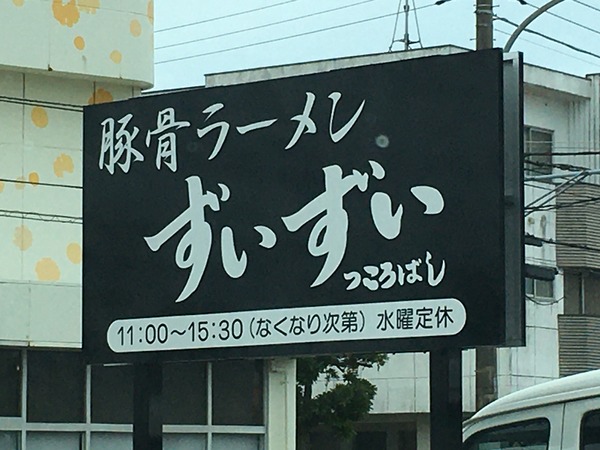 豚骨ラーメン
ずいずい
っころばし
11:00〜15:30(なくなり次第) 水曜定休